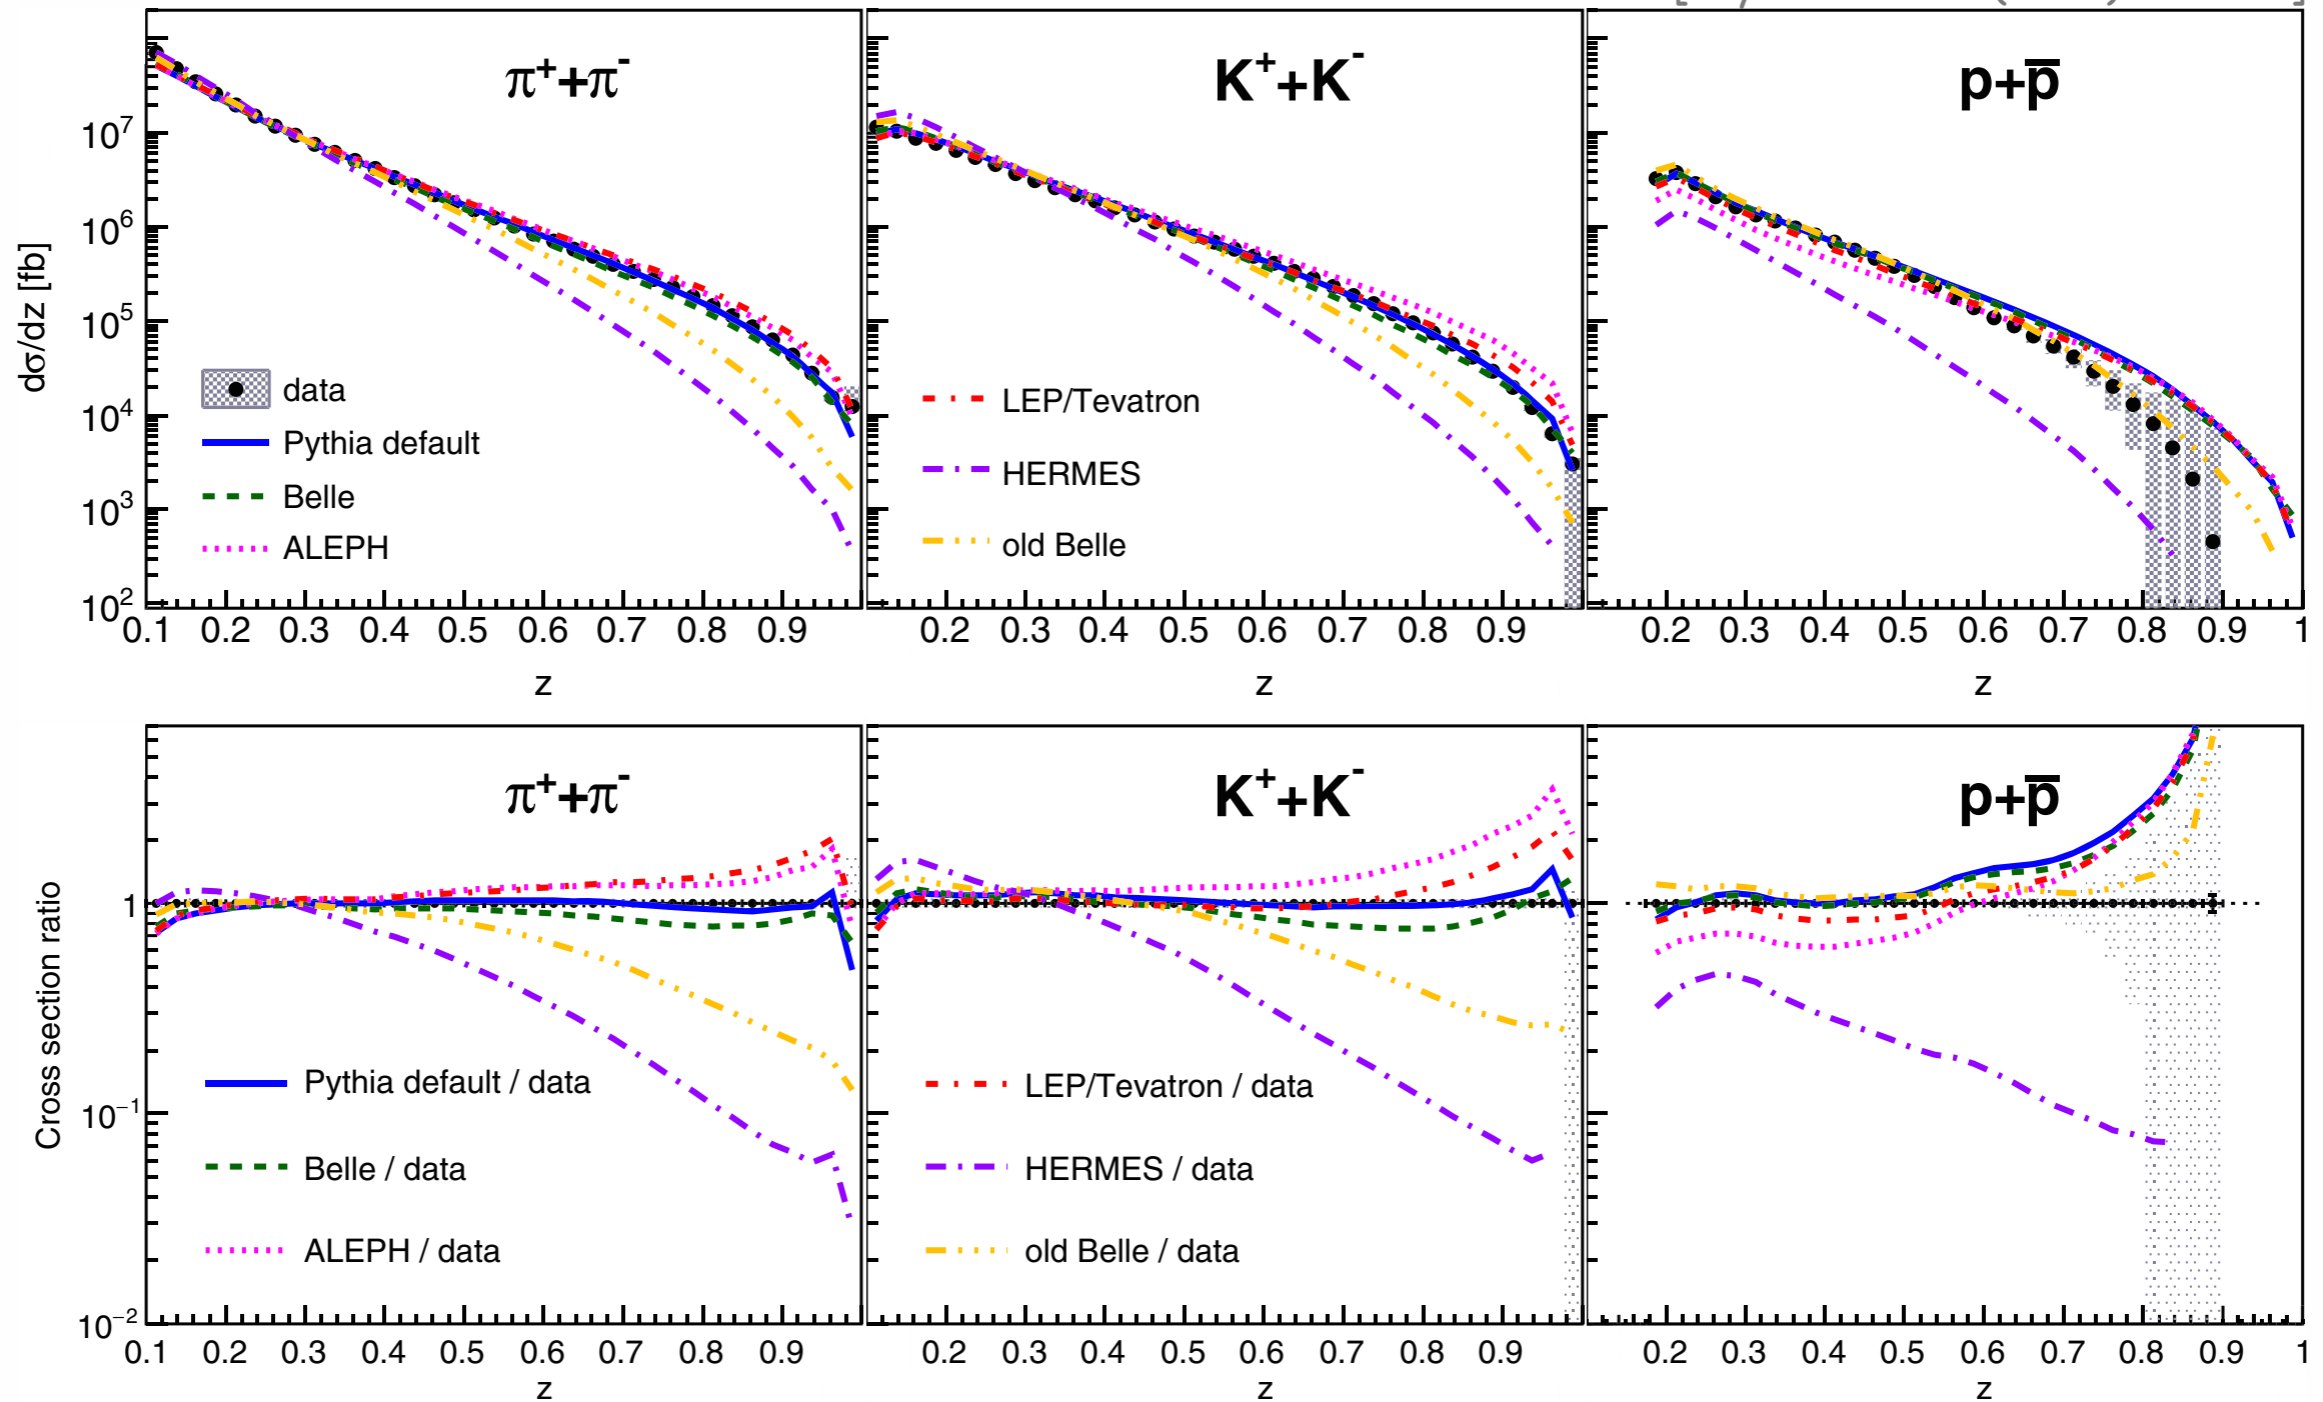 π⁺+π⁻
K⁺+K⁻
p+p̅
dσ/dz [fb]
10⁷
10⁶
10⁵
10⁴
10³
10²
data
Pythia default
Belle
ALEPH
LEP/Tevatron
HERMES
old Belle
0.1 0.2 0.3 0.4 0.5 0.6 0.7 0.8 0.9
0.2 0.3 0.4 0.5 0.6 0.7 0.8 0.9
0.2 0.3 0.4 0.5 0.6 0.7 0.8 0.9 1
z
z
z
π⁺+π⁻
K⁺+K⁻
p+p̅
Cross section ratio
1
10⁻¹
10⁻²
Pythia default / data
Belle / data
ALEPH / data
LEP/Tevatron / data
HERMES / data
old Belle / data
0.1 0.2 0.3 0.4 0.5 0.6 0.7 0.8 0.9
0.2 0.3 0.4 0.5 0.6 0.7 0.8 0.9
0.2 0.3 0.4 0.5 0.6 0.7 0.8 0.9 1
z
z
z